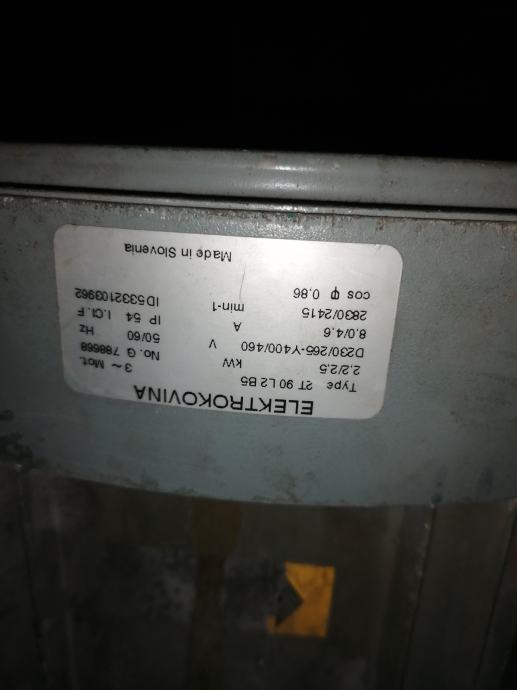 ELEKTROKOVINA
Type 2T 90 L2 B5 3 ~ Mot.
2.2/2.5 kW No. G 788668
D230/265-Y400/460 V 50/60 Hz
8.0/4.6 A IP 54 I.Cl.F
2830/2415 min-1 ID5332103962
cos φ 0.86
Made in Slovenia